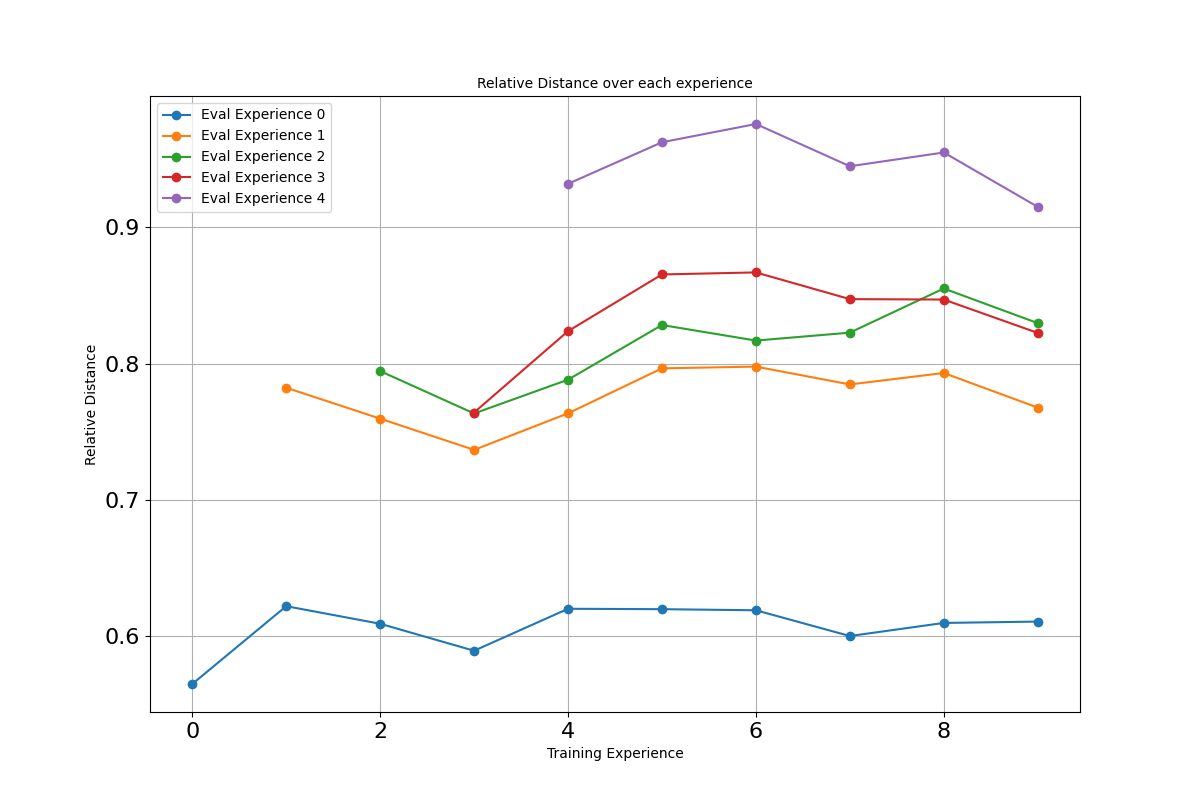 Relative Distance over each experience
Eval Experience 0
Eval Experience 1
Eval Experience 2
Eval Experience 3
Eval Experience 4
0.9
0.8
0.7
0.6
Relative Distance
0 2 4 6 8
Training Experience